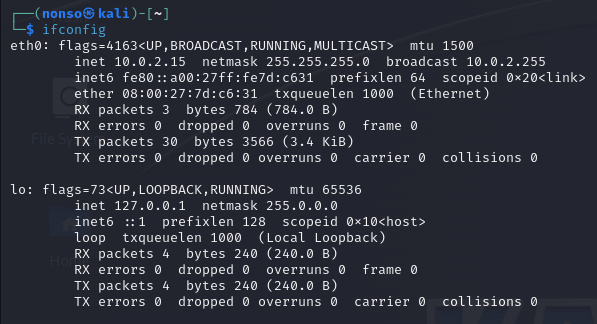 ┌──(nonso㉿kali)-[~]
└─$ ifconfig
eth0: flags=4163<UP,BROADCAST,RUNNING,MULTICAST>  mtu 1500
        inet 10.0.2.15  netmask 255.255.255.0  broadcast 10.0.2.255
        inet6 fe80::a00:27ff:fe7d:c631  prefixlen 64  scopeid 0×20<link>
        ether 08:00:27:7d:c6:31  txqueuelen 1000  (Ethernet)
        RX packets 3  bytes 784 (784.0 B)
        RX errors 0  dropped 0  overruns 0  frame 0
        TX packets 30  bytes 3566 (3.4 KiB)
        TX errors 0  dropped 0 overruns 0  carrier 0  collisions 0
lo: flags=73<UP,LOOPBACK,RUNNING>  mtu 65536
        inet 127.0.0.1  netmask 255.0.0.0
        inet6 ::1  prefixlen 128  scopeid 0×10<host>
        loop  txqueuelen 1000  (Local Loopback)
        RX packets 4  bytes 240 (240.0 B)
        RX errors 0  dropped 0  overruns 0  frame 0
        TX packets 4  bytes 240 (240.0 B)
        TX errors 0  dropped 0 overruns 0  carrier 0  collisions 0